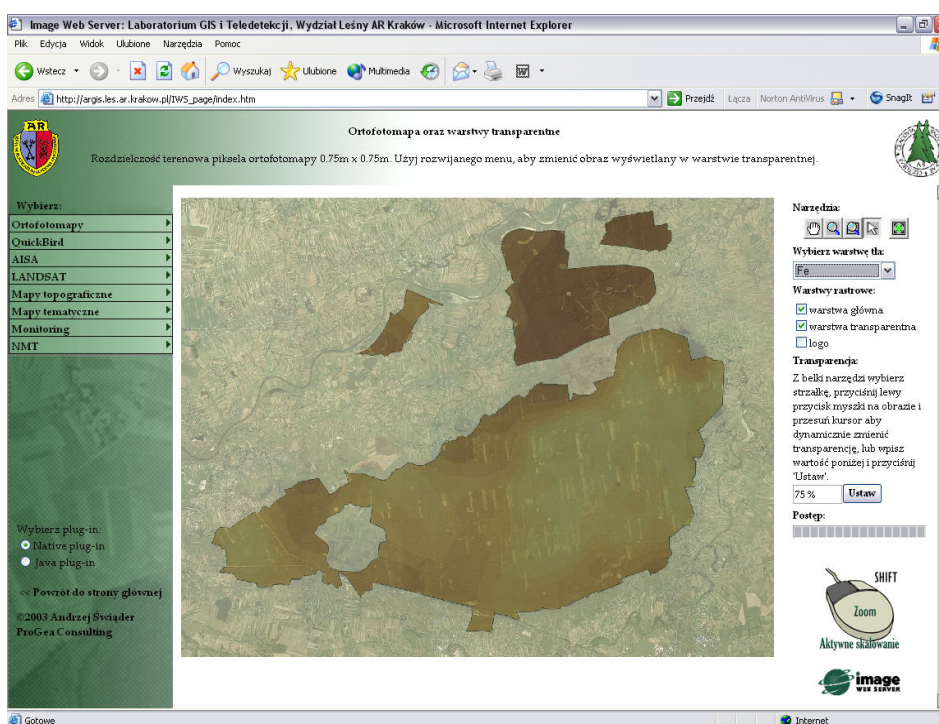 Image Web Server: Laboratorium GIS i Teledetekcji, Wydział Leśny AR Kraków - Microsoft Internet Explorer
Plik Edycja Widok Ulubione Narzędzia Pomoc
Wstecz Wyszukaj Ulubione Multimedia
Adres http://argis.les.ar.krakow.pl/IWS_page/index.htm Przejdź Łącza Norton AntiVirus SnagIt
AR
Ortofotomapa oraz warstwy transparentne
Rozdzielczość terenowa piksela ortofotomapy 0.75m x 0.75m. Użyj rozwijanego menu, aby zmienić obraz wyświetlany w warstwie transparentnej.
Wybierz:
Ortofotomapy
QuickBird
AISA
LANDSAT
Mapy topograficzne
Mapy tematyczne
Monitoring
NMT
Wybierz plug-in:
Native plug-in
Java plug-in
<< Powrót do strony głównej
©2003 Andrzej Świąder
ProGea Consulting
Narzędzia:
Wybierz warstwę tła:
Fe
Warstwy rastrowe:
warstwa główna
warstwa transparentna
logo
Transparencja:
Z belki narzędzi wybierz
strzałkę, przyciśnij lewy
przycisk myszki na obrazie i
przesuń kursor aby
dynamicznie zmienić
transparencję, lub wpisz
wartość poniżej i przyciśnij
'Ustaw'.
75 % Ustaw
Postęp:
SHIFT
Zoom
Aktywne skalowanie
image
WEB SERVER
Gotowe Internet